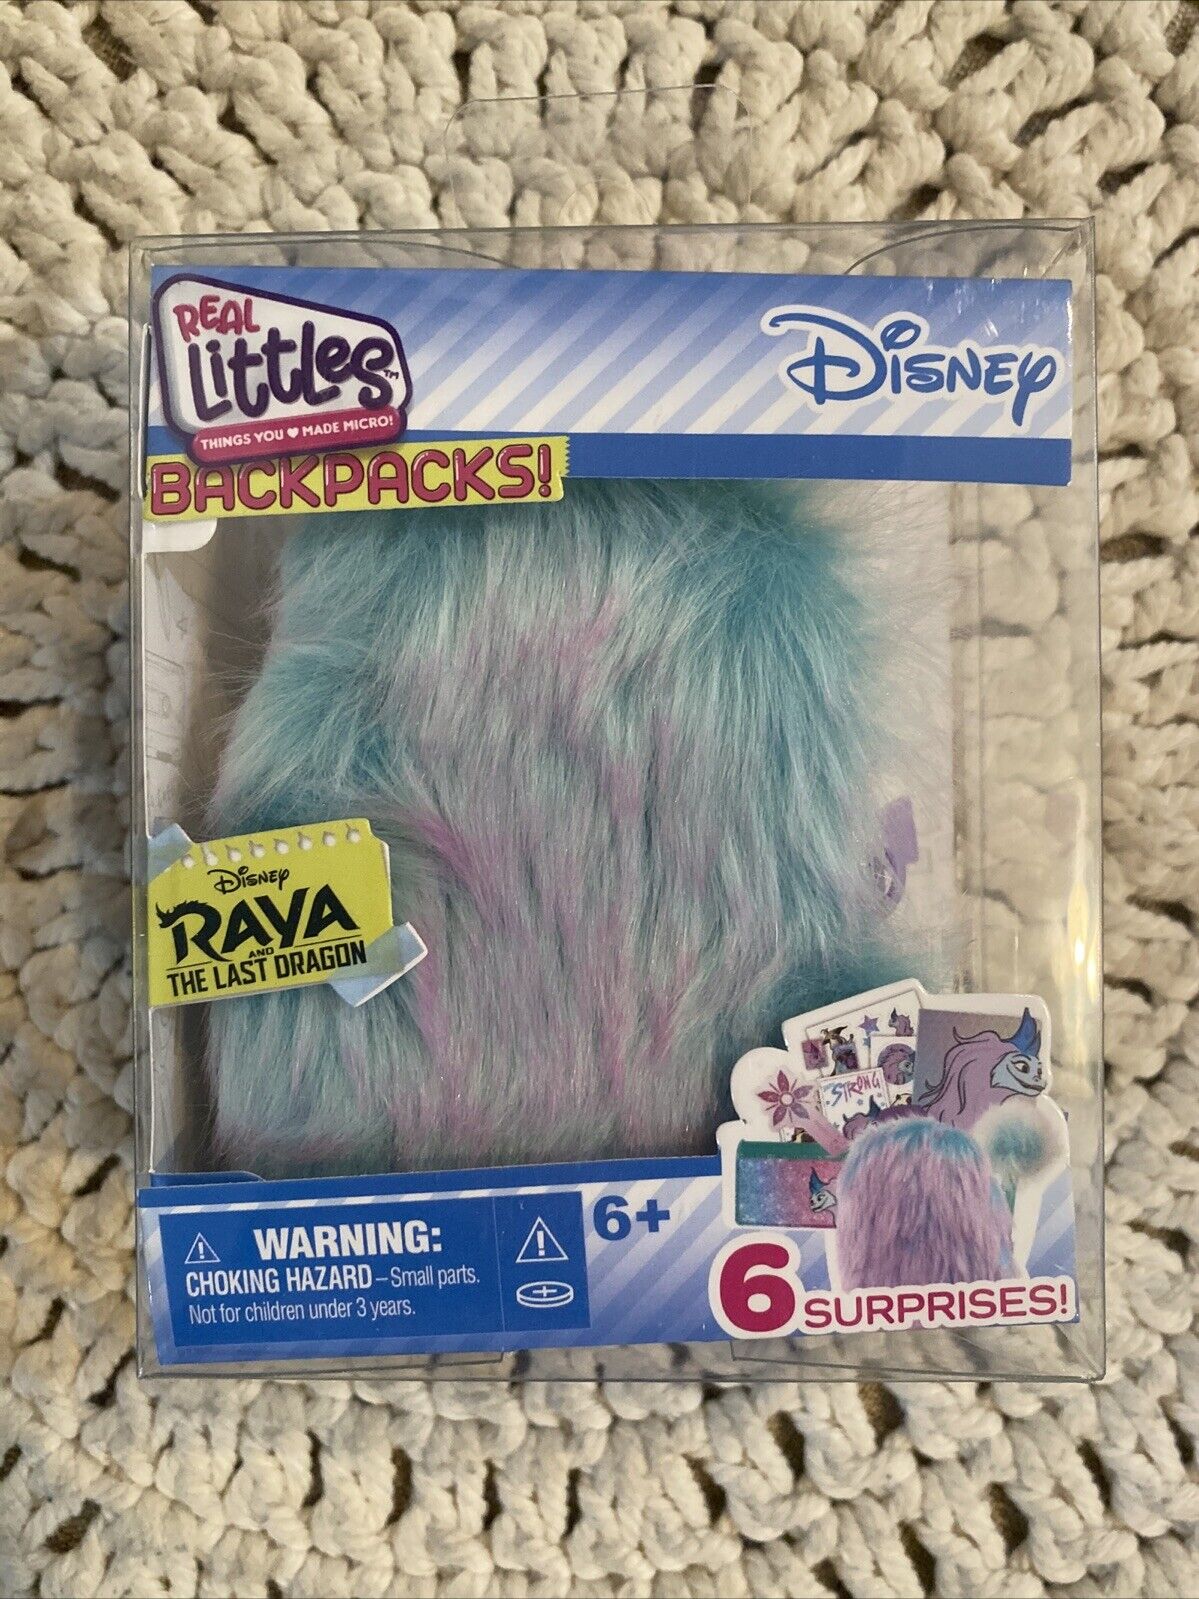 REAL
Littles™
THINGS YOU ♥ MADE MICRO!
BACKPACKS!
Disney
Disney
RAYA
AND
THE LAST DRAGON
STRONG
WARNING:
CHOKING HAZARD – Small parts.
Not for children under 3 years.
6+
6 SURPRISES!